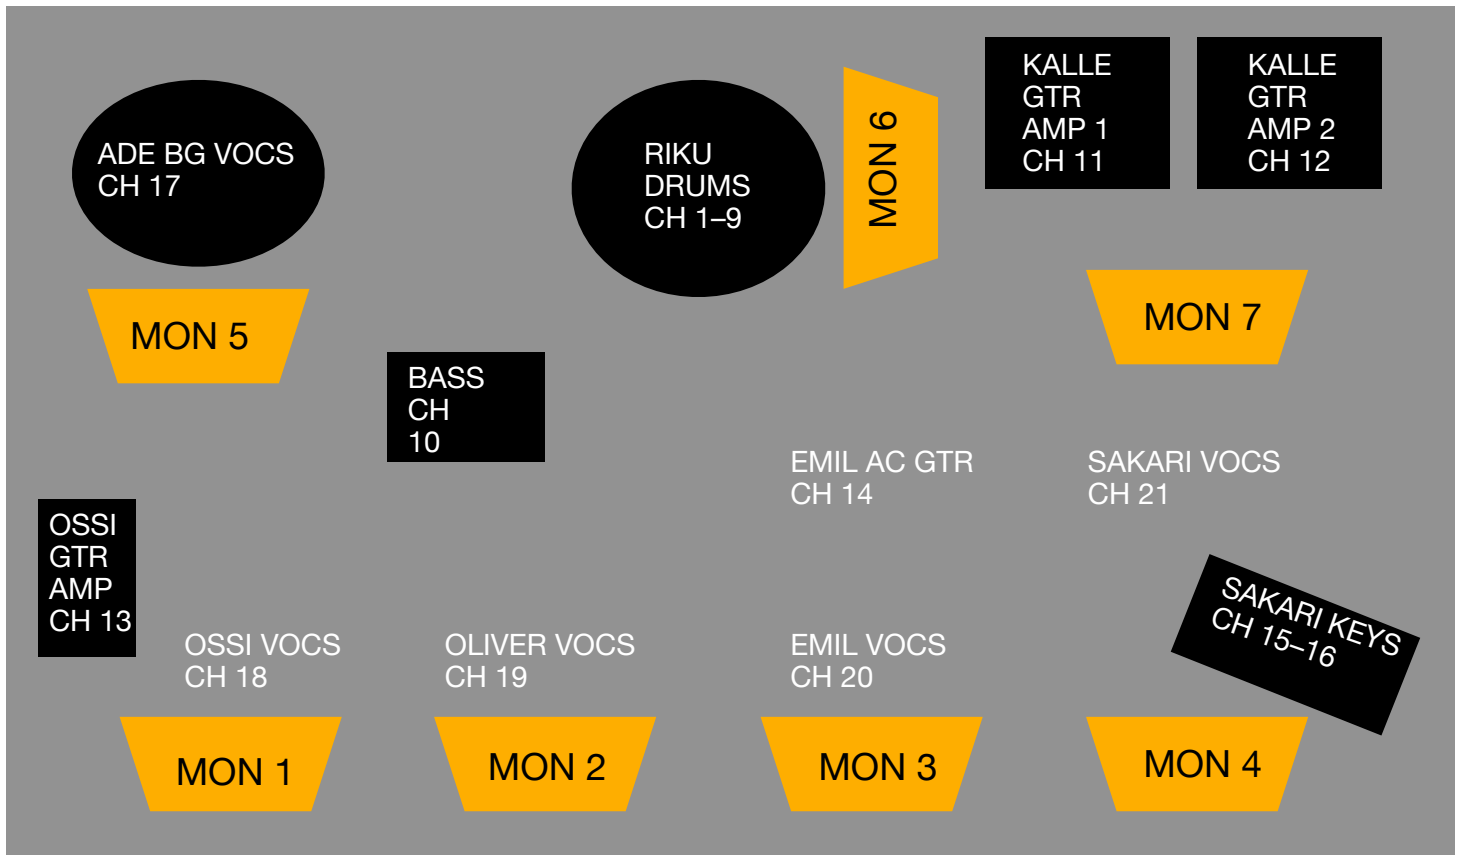 ADE BG VOCS
CH 17
RIKU
DRUMS
CH 1–9
MON 6
KALLE
GTR
AMP 1
CH 11
KALLE
GTR
AMP 2
CH 12
MON 5
MON 7
BASS
CH
10
EMIL AC GTR
CH 14
SAKARI VOCS
CH 21
OSSI
GTR
AMP
CH 13
SAKARI KEYS
CH 15–16
OSSI VOCS
CH 18
OLIVER VOCS
CH 19
EMIL VOCS
CH 20
MON 1
MON 2
MON 3
MON 4